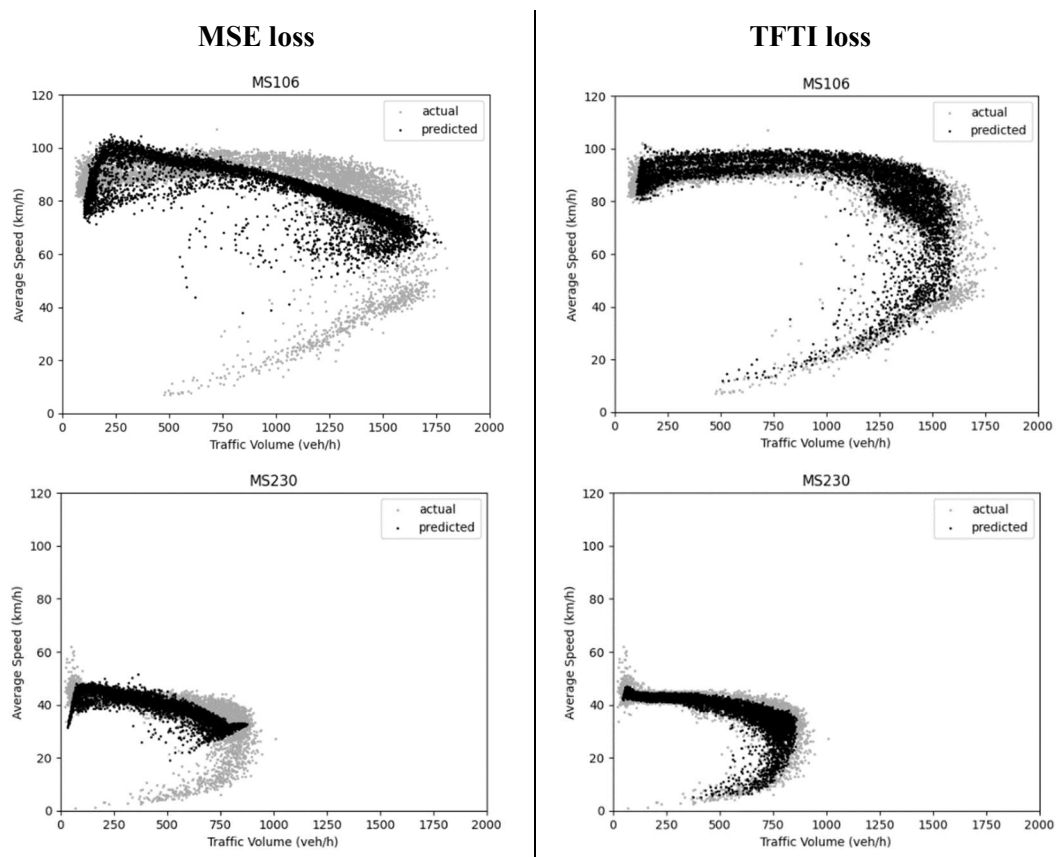 MSE loss
TFTI loss
MS106
120
100
80
60
40
20
0
Average Speed (km/h)
actual
predicted
0 250 500 750 1000 1250 1500 1750 2000
Traffic Volume (veh/h)
MS106
120
100
80
60
40
20
0
Average Speed (km/h)
actual
predicted
0 250 500 750 1000 1250 1500 1750 2000
Traffic Volume (veh/h)
MS230
120
100
80
60
40
20
0
Average Speed (km/h)
actual
predicted
0 250 500 750 1000 1250 1500 1750 2000
Traffic Volume (veh/h)
MS230
120
100
80
60
40
20
0
Average Speed (km/h)
actual
predicted
0 250 500 750 1000 1250 1500 1750 2000
Traffic Volume (veh/h)